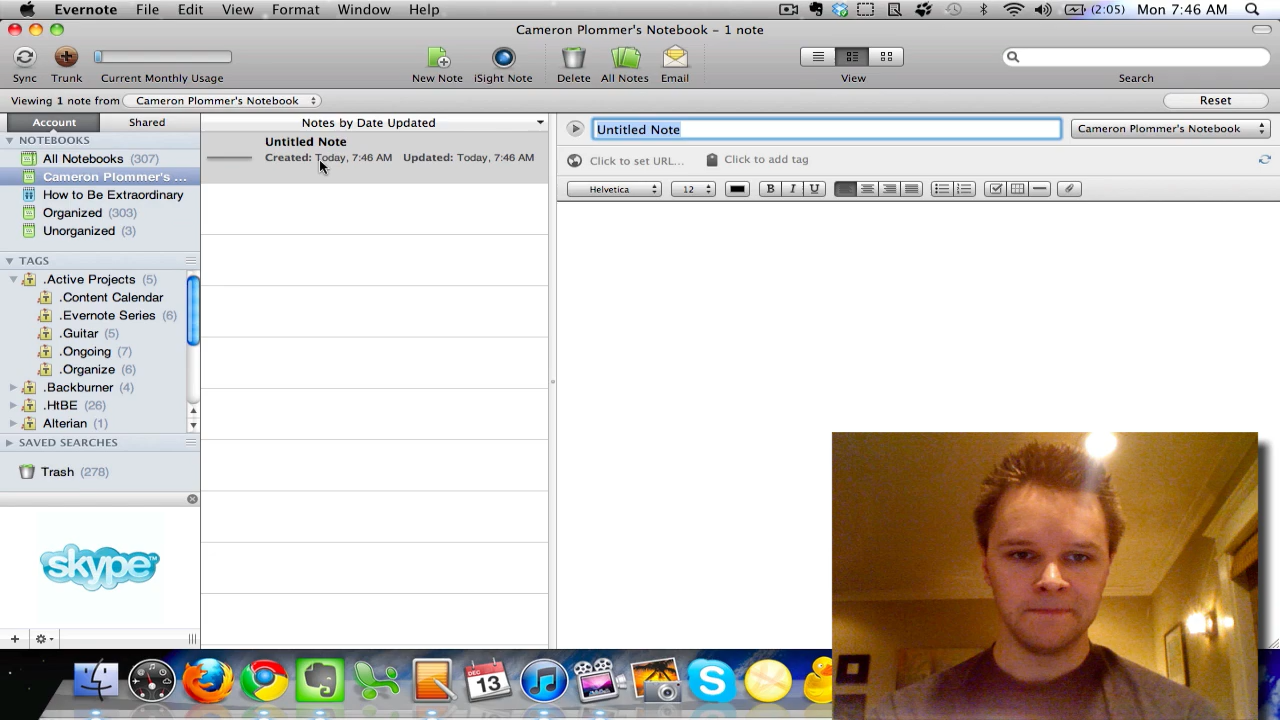 Evernote File Edit View Format Window Help (2:05) Mon 7:46 AM
Cameron Plommer's Notebook – 1 note
Sync Trunk Current Monthly Usage New Note iSight Note Delete All Notes Email View Search
Viewing 1 note from Cameron Plommer's Notebook Reset
Account Shared
NOTEBOOKS
All Notebooks (307)
Cameron Plommer's ...
How to Be Extraordinary
Organized (303)
Unorganized (3)
TAGS
.Active Projects (5)
.Content Calendar
.Evernote Series (6)
.Guitar (5)
.Ongoing (7)
.Organize (6)
.Backburner (4)
.HtBE (26)
Alterian (1)
SAVED SEARCHES
Trash (278)
skype
Notes by Date Updated
Untitled Note
Created: Today, 7:46 AM Updated: Today, 7:46 AM
Untitled Note Cameron Plommer's Notebook
Click to set URL... Click to add tag
Helvetica 12 B I U
DEC
13